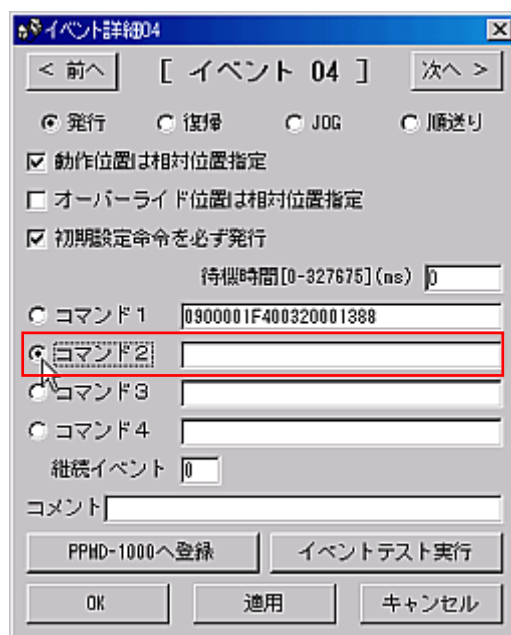 イベント詳細04
< 前へ [ イベント 04 ] 次へ >
発行 復帰 JOG 順送り
動作位置は相対位置指定
オーバーライド位置は相対位置指定
初期設定命令を必ず発行
待機時間[0-327675](ns) 0
コマンド1 0900001F400320001388
コマンド2
コマンド3
コマンド4
継続イベント 0
コメント
PPMD-1000へ登録 イベントテスト実行
OK 適用 キャンセル